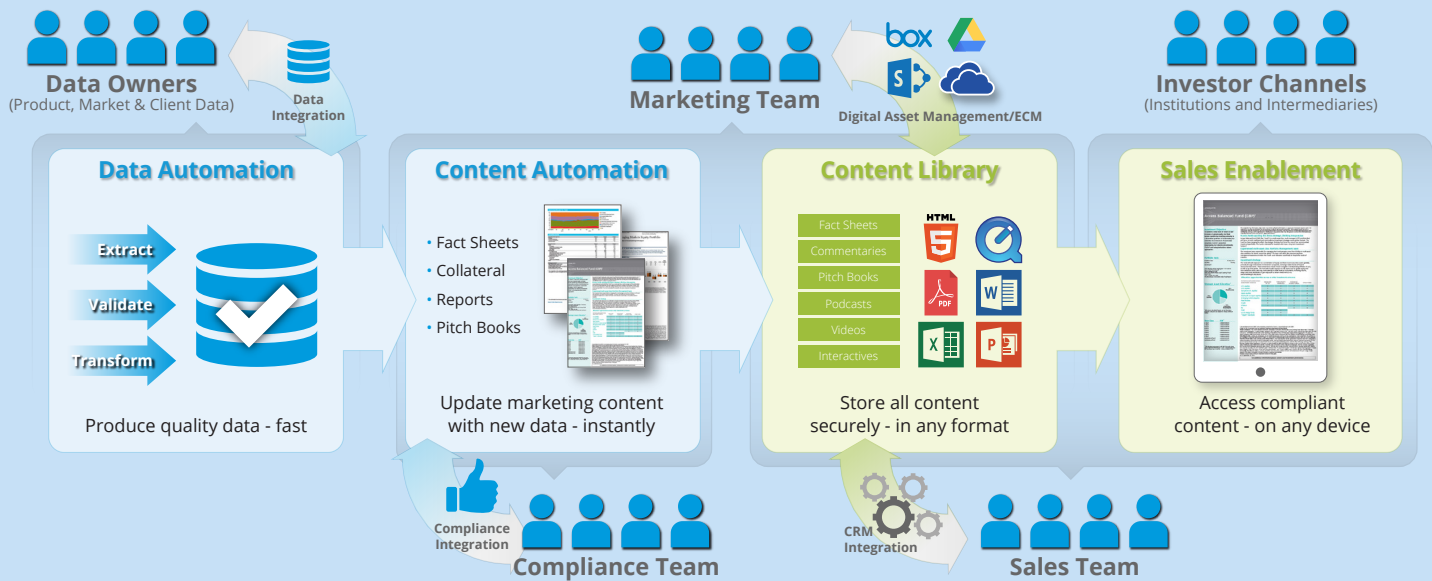 Data Owners
(Product, Market & Client Data)
Data
Integration
Marketing Team
box
S
Digital Asset Management/ECM
Investor Channels
(Institutions and Intermediaries)
Data Automation
Extract
Validate
Transform
Produce quality data - fast
Content Automation
• Fact Sheets
• Collateral
• Reports
• Pitch Books
Update marketing content
with new data - instantly
Content Library
Fact Sheets
Commentaries
Pitch Books
Podcasts
Videos
Interactives
HTML
5
PDF
W
X
P
Store all content
securely - in any format
Sales Enablement
Access compliant
content - on any device
Compliance
Integration
Compliance Team
CRM
Integration
Sales Team